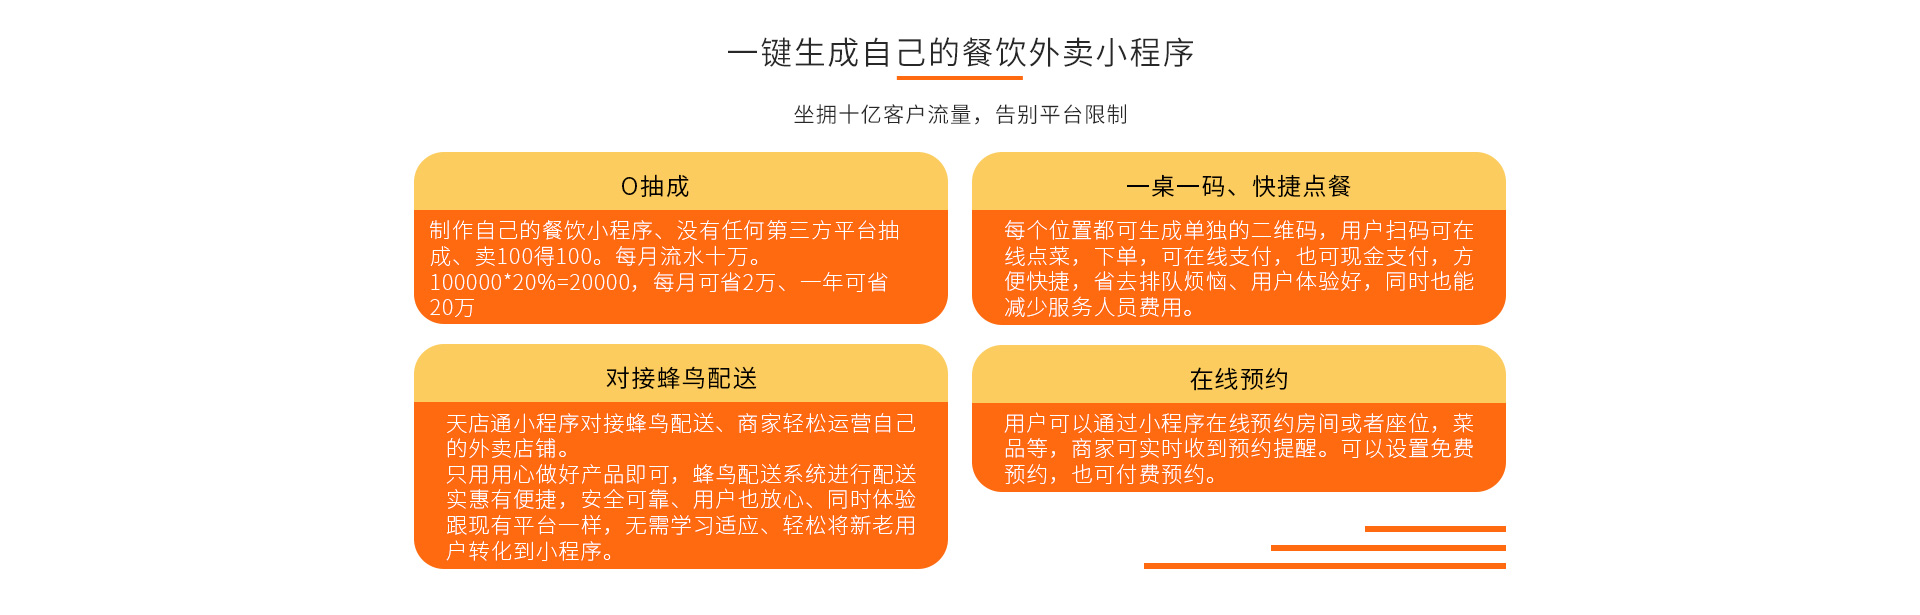 一键生成自己的餐饮外卖小程序
坐拥十亿客户流量，告别平台限制
O抽成
制作自己的餐饮小程序、没有任何第三方平台抽
成、卖100得100。每月流水十万。
100000*20%=20000，每月可省2万、一年可省
20万
一桌一码、快捷点餐
每个位置都可生成单独的二维码，用户扫码可在
线点菜，下单，可在线支付，也可现金支付，方
便快捷，省去排队烦恼、用户体验好，同时也能
减少服务人员费用。
对接蜂鸟配送
天店通小程序对接蜂鸟配送、商家轻松运营自己
的外卖店铺。
只用用心做好产品即可，蜂鸟配送系统进行配送
实惠有便捷，安全可靠、用户也放心、同时体验
跟现有平台一样，无需学习适应、轻松将新老用
户转化到小程序。
在线预约
用户可以通过小程序在线预约房间或者座位，菜
品等，商家可实时收到预约提醒。可以设置免费
预约，也可付费预约。